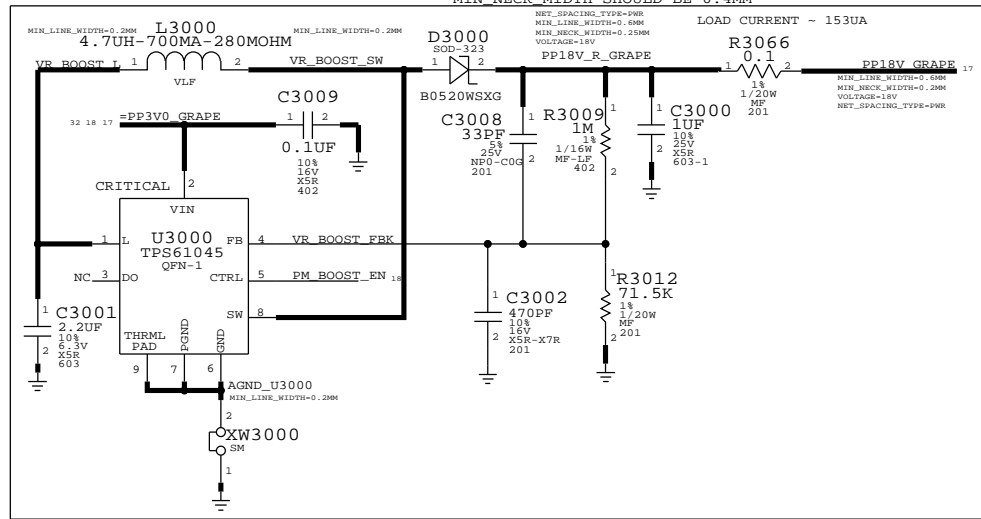 MIN_NECK_WIDTH SHOULD BE 0.4MM
L3000
4.7UH-700MA-280MOHM
MIN_LINE_WIDTH=0.2MM
MIN_LINE_WIDTH=0.2MM
VR_BOOST_L
1
2
VLF
VR_BOOST_SW
D3000
SOD-323
1
2
B0520WSXG
NET_SPACING_TYPE=PWR
MIN_LINE_WIDTH=0.6MM
MIN_NECK_WIDTH=0.25MM
VOLTAGE=18V
PP18V_R_GRAPE
LOAD CURRENT ~ 153UA
R3066
0.1
1
2
1%
1/20W
MF
201
PP18V_GRAPE
17
MIN_LINE_WIDTH=0.6MM
MIN_NECK_WIDTH=0.2MM
VOLTAGE=18V
NET_SPACING_TYPE=PWR
32 18 17
=PP3V0_GRAPE
C3009
1
2
0.1UF
10%
16V
X5R
402
C3008
33PF
5%
25V
NP0-C0G
201
1
2
R3009
1M
1%
1/16W
MF-LF
402
1
2
C3000
1UF
10%
25V
X5R
603-1
1
2
CRITICAL
2
VIN
U3000
TPS61045
QFN-1
1
L
NC
3
DO
FB
4
VR_BOOST_FBK
CTRL
5
PM_BOOST_EN
18
SW
8
THRML
PAD
PGND
GND
9
7
6
C3001
2.2UF
10%
6.3V
X5R
603
1
2
C3002
470PF
10%
16V
X5R-X7R
201
1
2
R3012
71.5K
1%
1/20W
MF
201
1
2
AGND_U3000
MIN_LINE_WIDTH=0.2MM
2
XW3000
SM
1